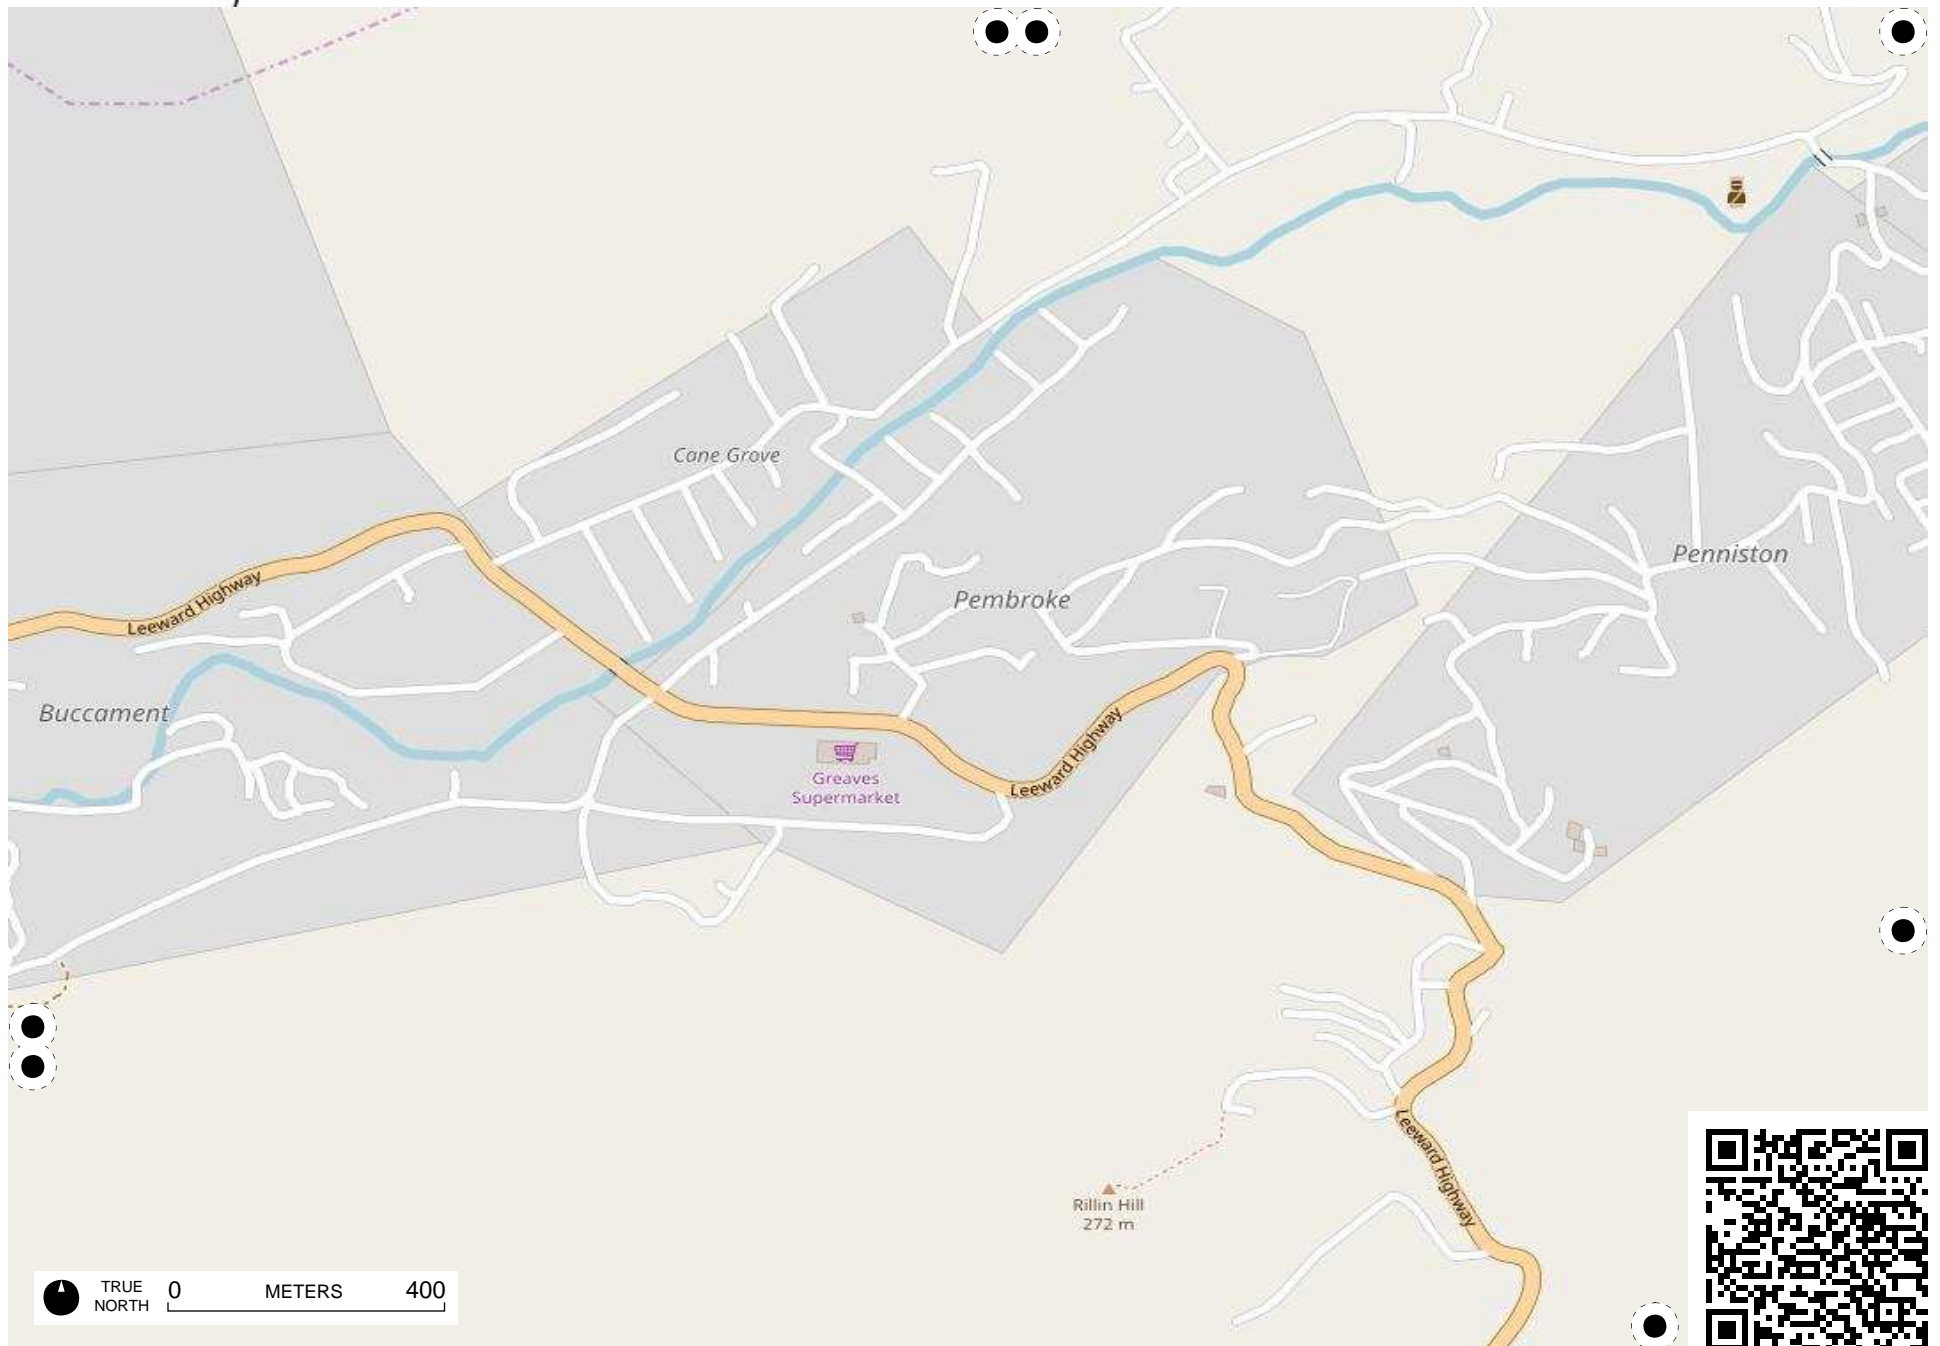 Cane Grove
Leeward Highway
Pembroke
Penniston
Buccament
Leeward Highway
Greaves
Supermarket
Leeward Highway
Rillin Hill
272 m
TRUE
NORTH
0 METERS 400